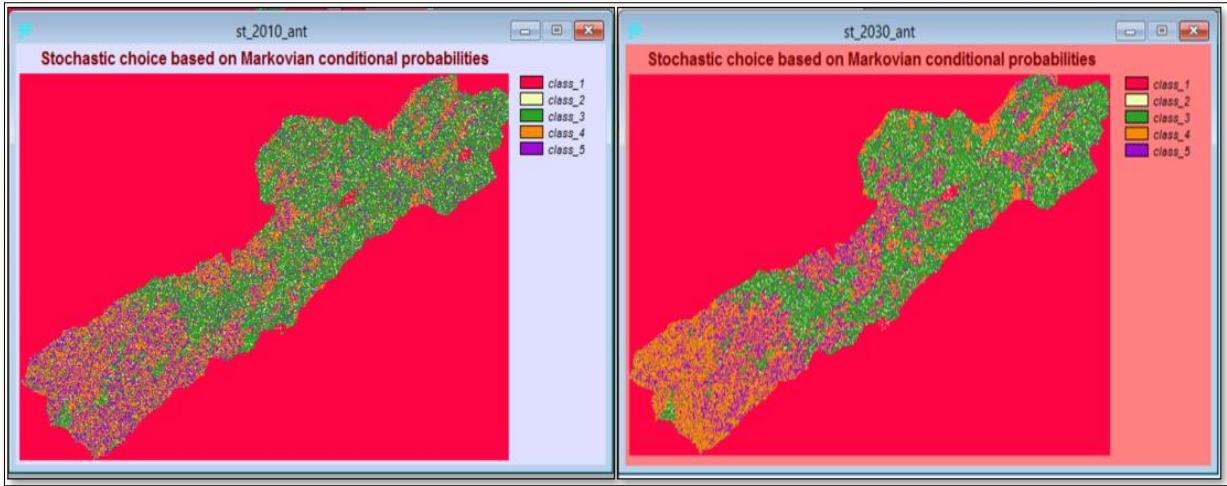 st_2010_ant
Stochastic choice based on Markovian conditional probabilities
class_1
class_2
class_3
class_4
class_5
st_2030_ant
Stochastic choice based on Markovian conditional probabilities
class_1
class_2
class_3
class_4
class_5